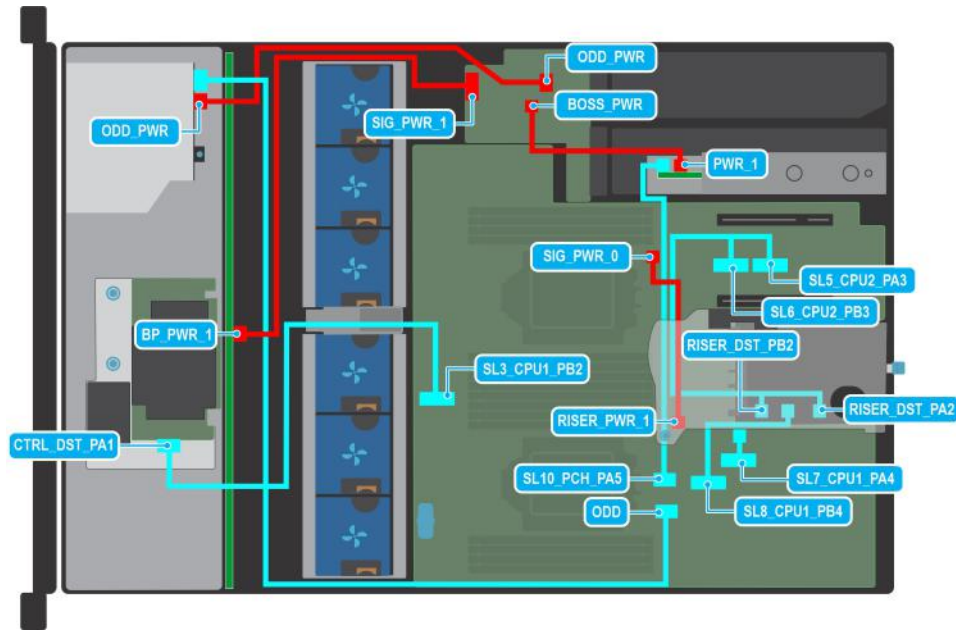 ODD_PWR
ODD_PWR
SIG_PWR_1
BOSS_PWR
PWR_1
SIG_PWR_0
SL5_CPU2_PA3
SL6_CPU2_PB3
BP_PWR_1
RISER_DST_PB2
SL3_CPU1_PB2
RISER_DST_PA2
RISER_PWR_1
CTRL_DST_PA1
SL10_PCH_PA5
SL7_CPU1_PA4
ODD
SL8_CPU1_PB4